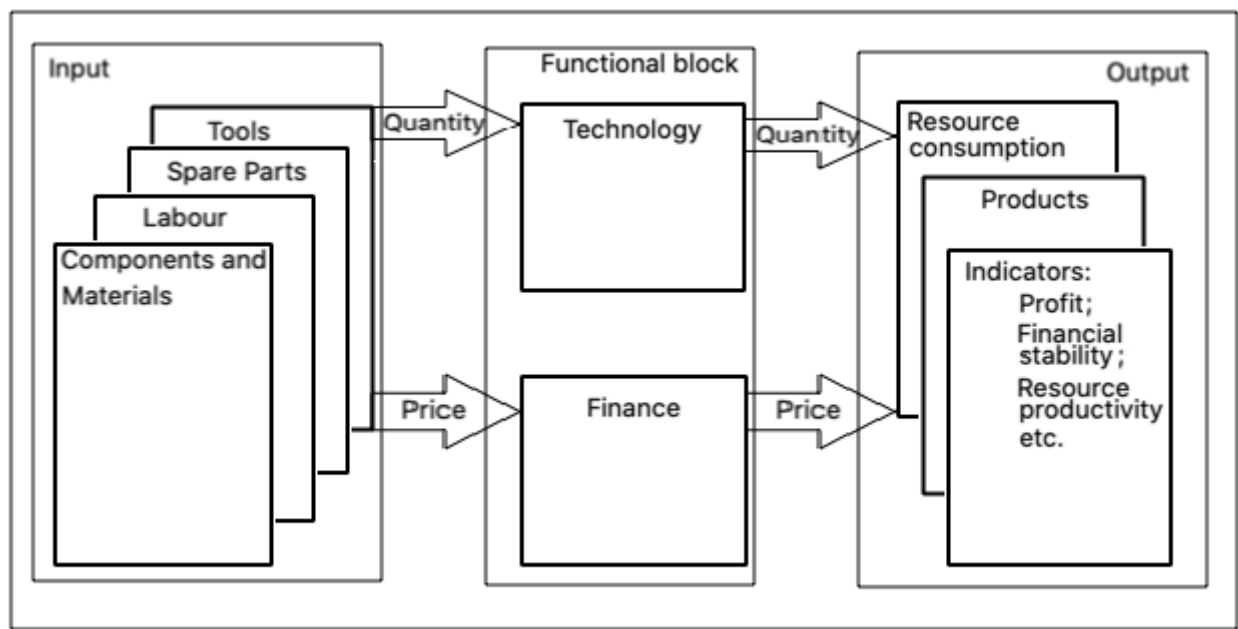 Input
Tools
Spare Parts
Labour
Components and
Materials
Quantity
Price
Functional block
Technology
Finance
Quantity
Price
Output
Resource
consumption
Products
Indicators:
Profit;
Financial
stability;
Resource
productivity
etc.